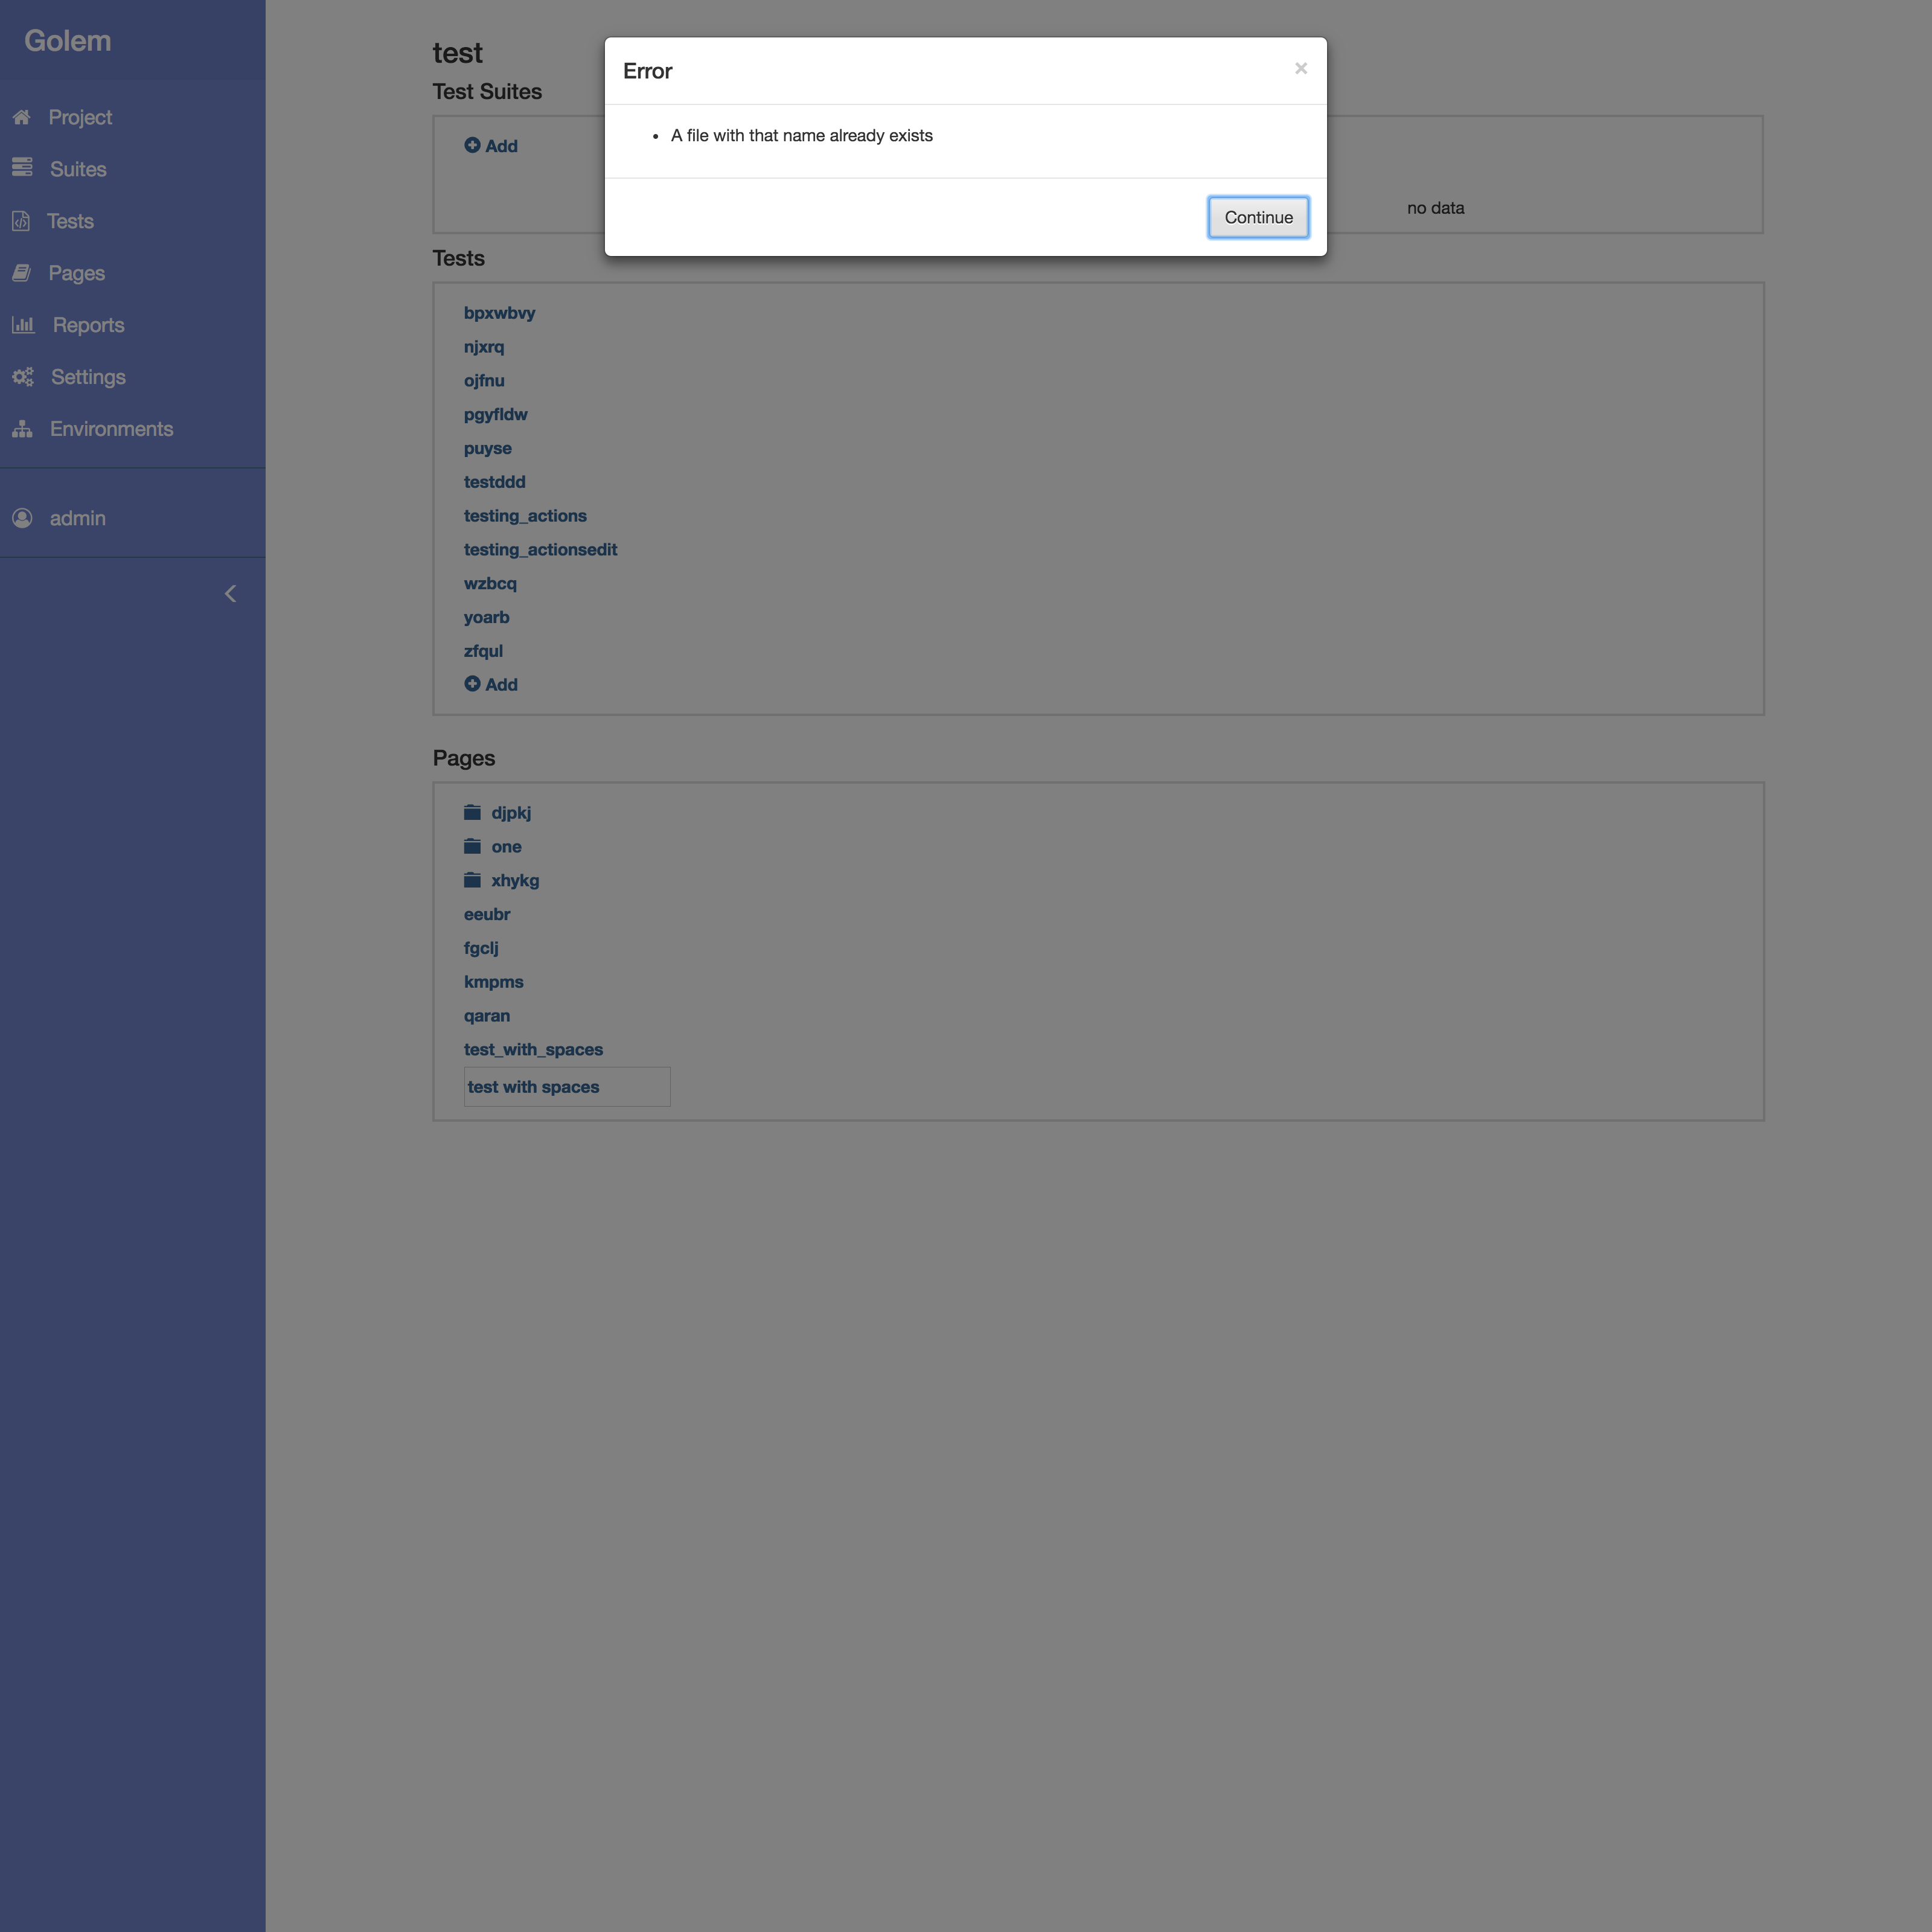 Golem
Project
Suites
Tests
Pages
Reports
Settings
Environments
admin
test
Test Suites
Add
no data
Error
×
A file with that name already exists
Continue
Tests
bpxwbvy
njxrq
ojfnu
pgyfldw
puyse
testddd
testing_actions
testing_actionsedit
wzbcq
yoarb
zfqul
Add
Pages
djpkj
one
xhykg
eeubr
fgclj
kmpms
qaran
test_with_spaces
test with spaces